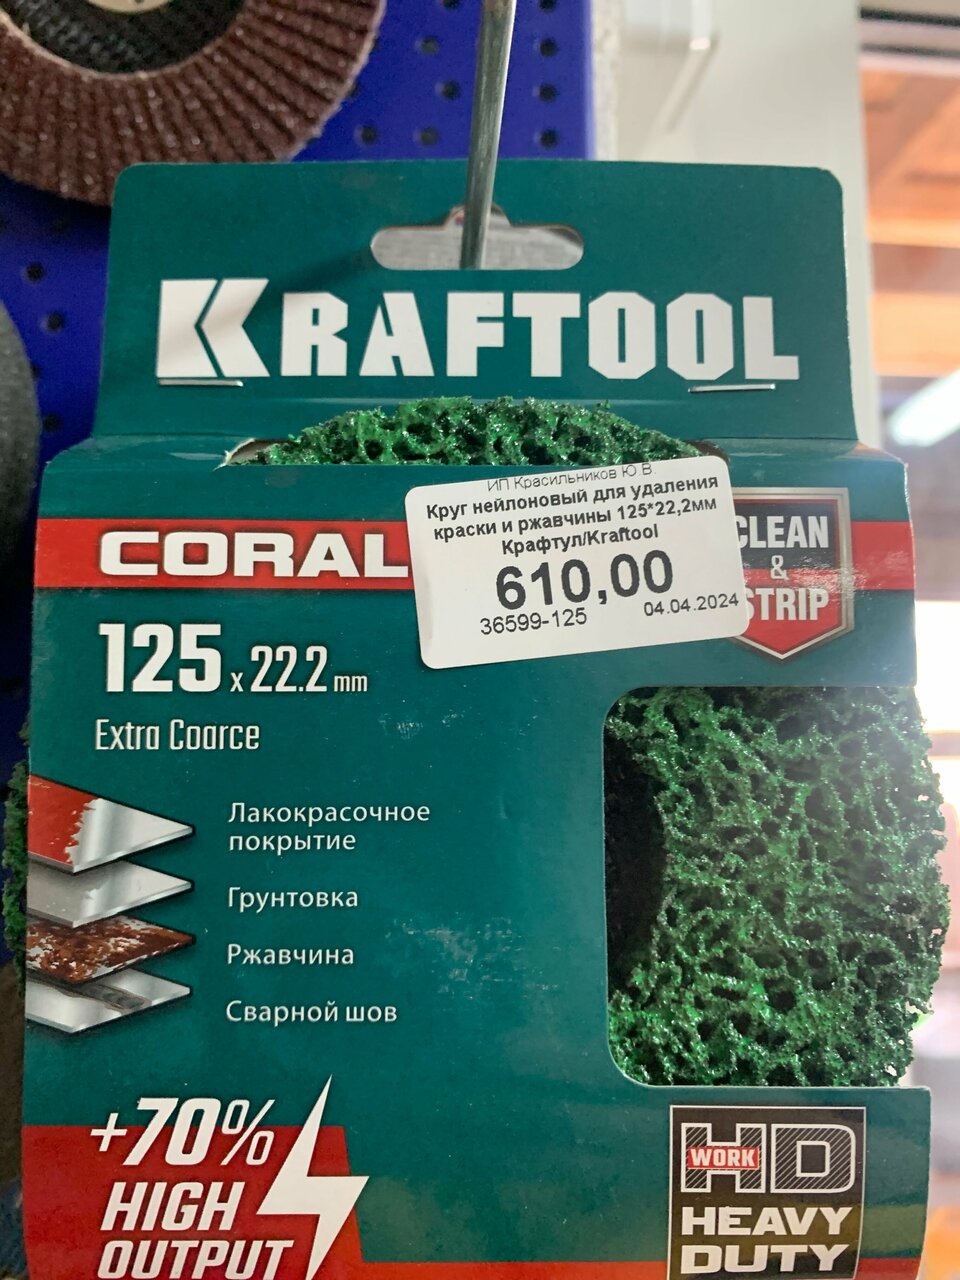 KRAFTOOL
ИП Красильников Ю В.
Круг нейлоновый для удаления
краски и ржавчины 125*22,2мм
Крафтул/Kraftool
610,00
36599-125 04.04.2024
CORAL
CLEAN
&
STRIP
125 x 22.2 mm
Extra Coarce
Лакокрасочное
покрытие
Грунтовка
Ржавчина
Сварной шов
+70%
HIGH
OUTPUT
HD
WORK
HEAVY
DUTY